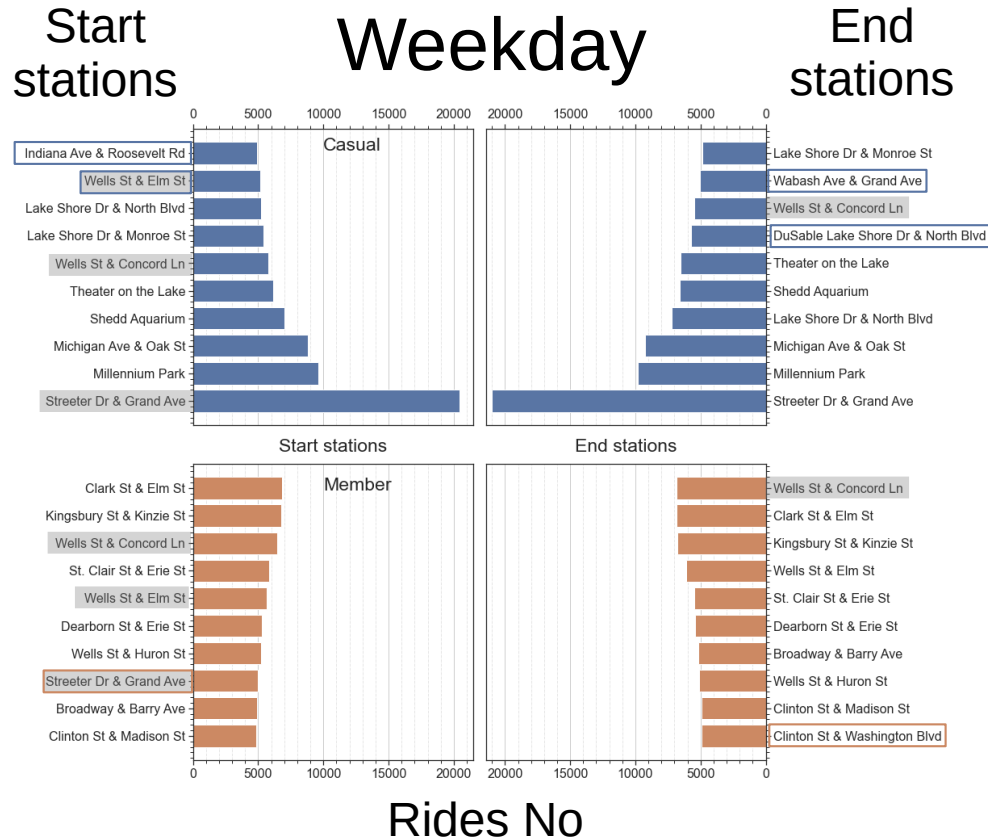 Start
stations
Weekday
End
stations
0 5000 10000 15000 20000
20000 15000 10000 5000 0
Casual
Indiana Ave & Roosevelt Rd
Wells St & Elm St
Lake Shore Dr & North Blvd
Lake Shore Dr & Monroe St
Wells St & Concord Ln
Theater on the Lake
Shedd Aquarium
Michigan Ave & Oak St
Millennium Park
Streeter Dr & Grand Ave
Lake Shore Dr & Monroe St
Wabash Ave & Grand Ave
Wells St & Concord Ln
DuSable Lake Shore Dr & North Blvd
Theater on the Lake
Shedd Aquarium
Lake Shore Dr & North Blvd
Michigan Ave & Oak St
Millennium Park
Streeter Dr & Grand Ave
Start stations
End stations
Member
Clark St & Elm St
Kingsbury St & Kinzie St
Wells St & Concord Ln
St. Clair St & Erie St
Wells St & Elm St
Dearborn St & Erie St
Wells St & Huron St
Streeter Dr & Grand Ave
Broadway & Barry Ave
Clinton St & Madison St
Wells St & Concord Ln
Clark St & Elm St
Kingsbury St & Kinzie St
Wells St & Elm St
St. Clair St & Erie St
Dearborn St & Erie St
Broadway & Barry Ave
Wells St & Huron St
Clinton St & Madison St
Clinton St & Washington Blvd
0 5000 10000 15000 20000
20000 15000 10000 5000 0
Rides No